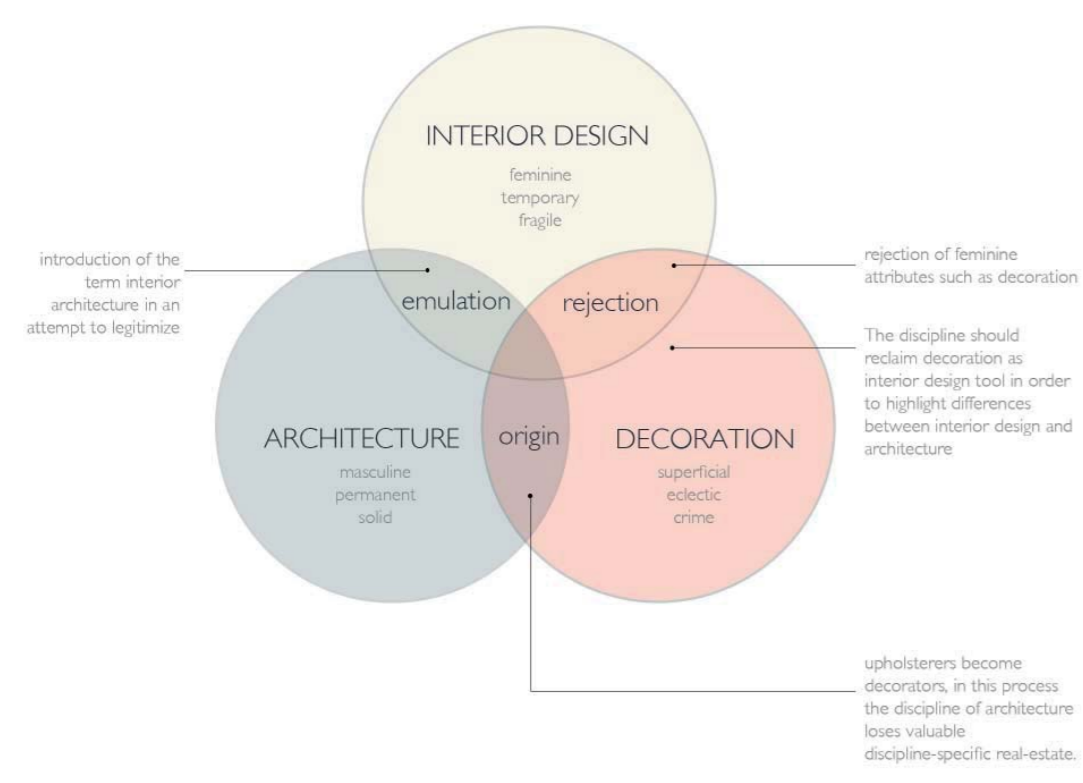 INTERIOR DESIGN
feminine
temporary
fragile
introduction of the
term interior
architecture in an
attempt to legitimize
emulation
rejection
rejection of feminine
attributes such as decoration
The discipline should
reclaim decoration as
interior design tool in order
to highlight differences
between interior design and
architecture
ARCHITECTURE
masculine
permanent
solid
origin
DECORATION
superficial
eclectic
crime
upholsterers become
decorators, in this process
the discipline of architecture
loses valuable
discipline-specific real-estate.